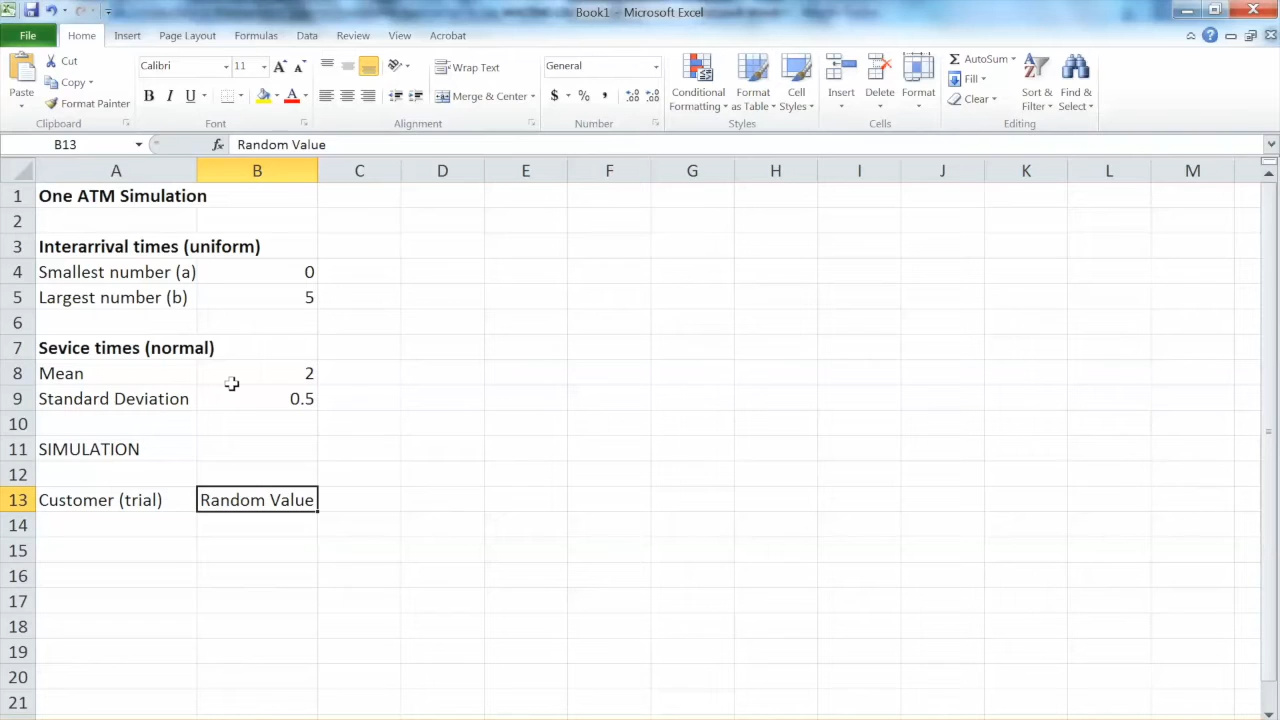 Book1 - Microsoft Excel
File Home Insert Page Layout Formulas Data Review View Acrobat
Cut
Copy
Format Painter
Paste
Calibri 11
B I U A
Wrap Text
Merge & Center
General
$ % ,
Conditional Formatting
Format as Table
Cell Styles
Insert
Delete
Format
AutoSum
Fill
Clear
Sort & Filter
Find & Select
Clipboard Font Alignment Number Styles Cells Editing
B13 fx Random Value
A B C D E F G H I J K L M
1 One ATM Simulation
2
3 Interarrival times (uniform)
4 Smallest number (a) 0
5 Largest number (b) 5
6
7 Sevice times (normal)
8 Mean 2
9 Standard Deviation 0.5
10
11 SIMULATION
12
13 Customer (trial) Random Value
14
15
16
17
18
19
20
21